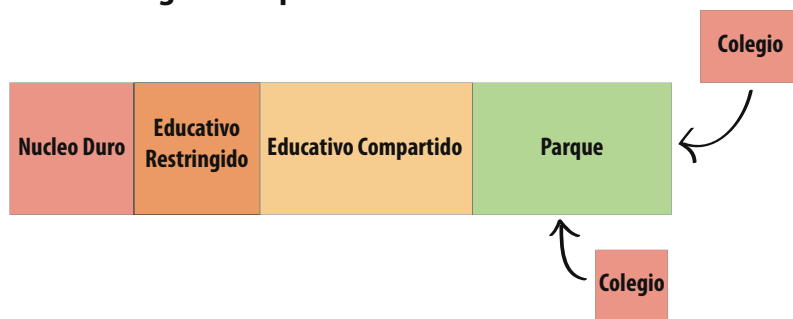 Colegio
Nucleo Duro
Educativo
Restringido
Educativo Compartido
Parque
Colegio